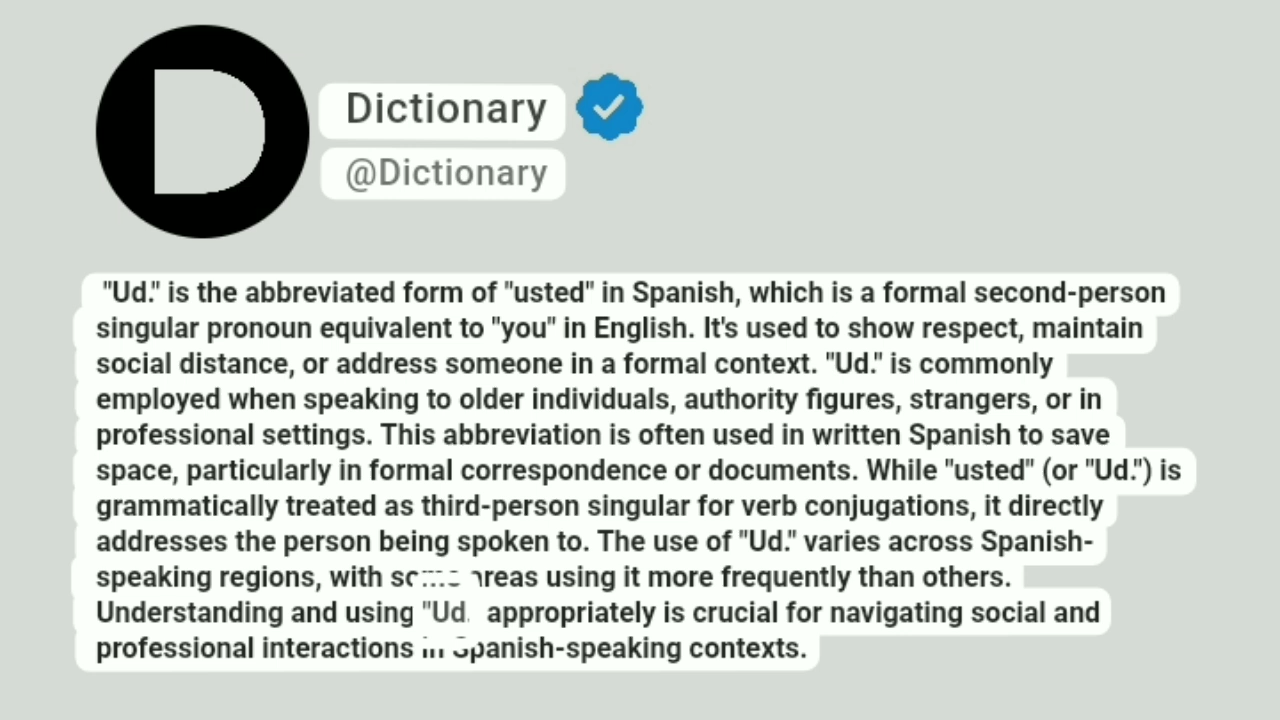 D
Dictionary
@Dictionary
"Ud." is the abbreviated form of "usted" in Spanish, which is a formal second-person
singular pronoun equivalent to "you" in English. It's used to show respect, maintain
social distance, or address someone in a formal context. "Ud." is commonly
employed when speaking to older individuals, authority figures, strangers, or in
professional settings. This abbreviation is often used in written Spanish to save
space, particularly in formal correspondence or documents. While "usted" (or "Ud.") is
grammatically treated as third-person singular for verb conjugations, it directly
addresses the person being spoken to. The use of "Ud." varies across Spanish-
speaking regions, with some areas using it more frequently than others.
Understanding and using "Ud. appropriately is crucial for navigating social and
professional interactions in Spanish-speaking contexts.